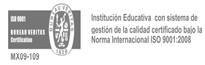 ISO 9001
BUREAU VERITAS
Certification
MX09-109
Institución Educativa con sistema de
gestión de la calidad certificado bajo la
Norma Internacional ISO 9001:2008